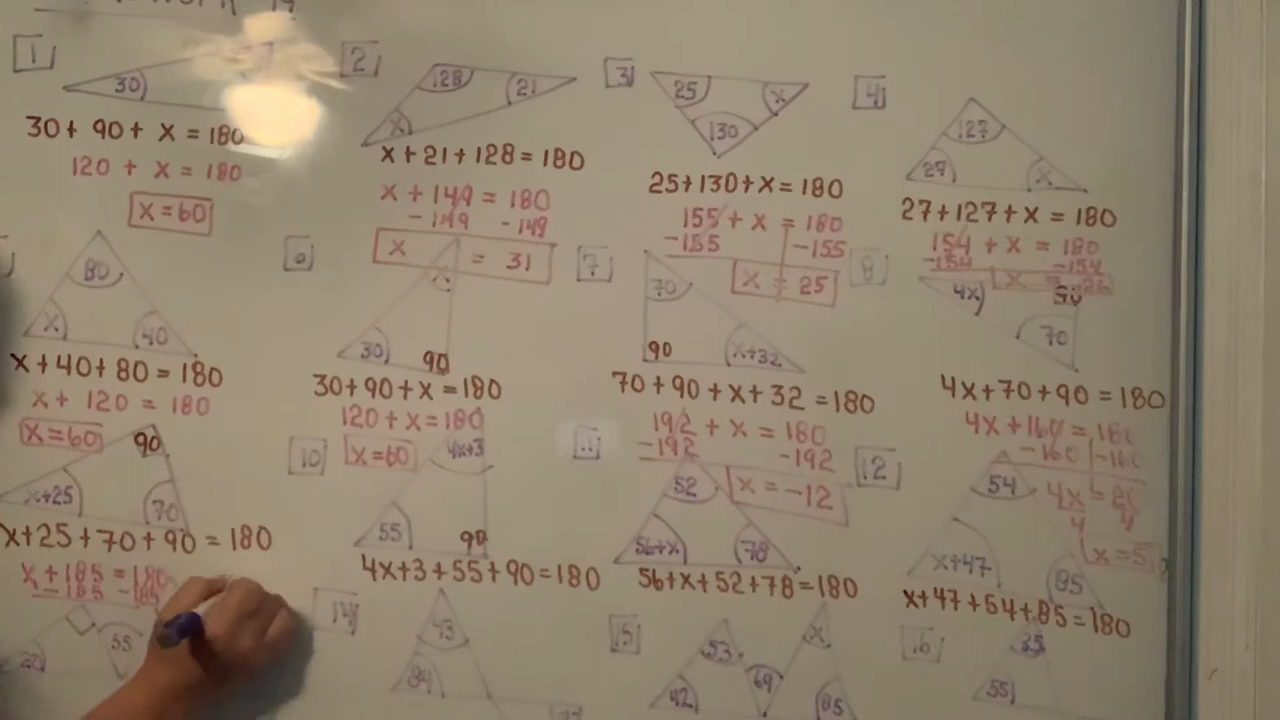 1
30
30 + 90 + x = 180
120 + x = 180
x = 60
2
128
21
x
x + 21 + 128 = 180
x + 149 = 180
- 149 - 149
x = 31
3
25
x
130
25 + 130 + x = 180
155 + x = 180
-155 -155
x = 25
4
127
27
x
27 + 127 + x = 180
154 + x = 180
-154 -154
x = 26
80
x
40
x + 40 + 80 = 180
x + 120 = 180
x = 60
6
30
90
30 + 90 + x = 180
120 + x = 180
x = 60
7
70
90
x+32
70 + 90 + x + 32 = 180
192 + x = 180
-192 -192
x = -12
8
4x
70
4x + 70 + 90 = 180
4x + 160 = 180
- 160 -160
4x = 20
4 4
x = 5
90
x+25
70
x + 25 + 70 + 90 = 180
x + 185 = 180
- 185 -185
10
4x+3
55
90
4x + 3 + 55 + 90 = 180
52
56+x
78
56 + x + 52 + 78 = 180
12
54
x+47
85
x + 47 + 54 + 85 = 180
20
55
14
43
84
15
53
42
69
x
85
16
35
55